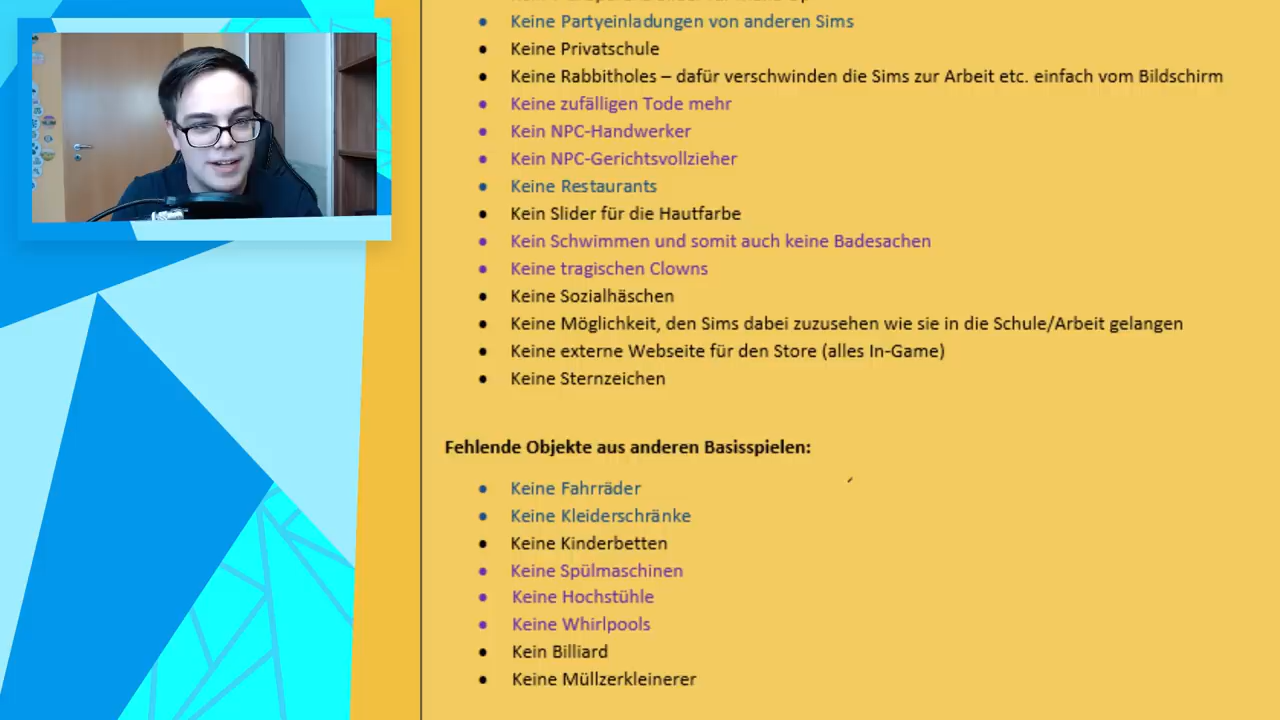 • Keine Partyeinladungen von anderen Sims
• Keine Privatschule
• Keine Rabbitholes – dafür verschwinden die Sims zur Arbeit etc. einfach vom Bildschirm
• Keine zufälligen Tode mehr
• Kein NPC-Handwerker
• Kein NPC-Gerichtsvollzieher
• Keine Restaurants
• Kein Slider für die Hautfarbe
• Kein Schwimmen und somit auch keine Badesachen
• Keine tragischen Clowns
• Keine Sozialhäschen
• Keine Möglichkeit, den Sims dabei zuzusehen wie sie in die Schule/Arbeit gelangen
• Keine externe Webseite für den Store (alles In-Game)
• Keine Sternzeichen
Fehlende Objekte aus anderen Basisspielen:
• Keine Fahrräder
• Keine Kleiderschränke
• Keine Kinderbetten
• Keine Spülmaschinen
• Keine Hochstühle
• Keine Whirlpools
• Kein Billiard
• Keine Müllzerkleinerer